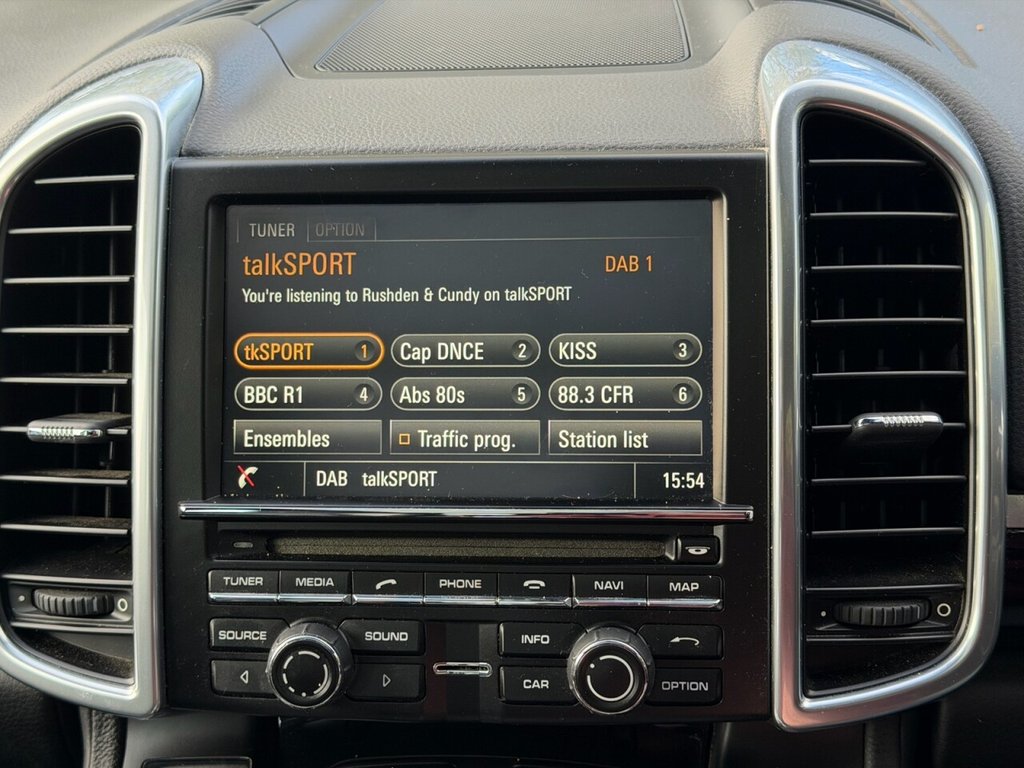 TUNER OPTION
talkSPORT DAB 1
You're listening to Rushden & Cundy on talkSPORT
tkSPORT 1 Cap DNCE 2 KISS 3
BBC R1 4 Abs 80s 5 88.3 CFR 6
Ensembles Traffic prog. Station list
DAB talkSPORT 15:54
TUNER MEDIA PHONE NAVI MAP
SOURCE SOUND INFO
CAR OPTION